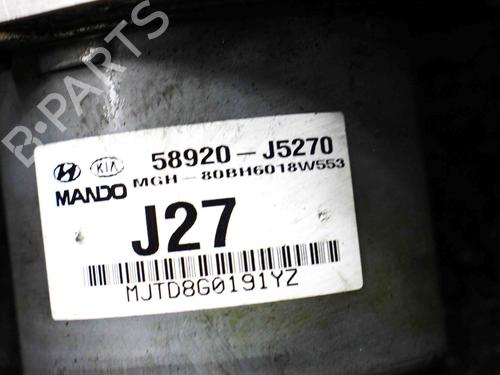 B-PARTS
KIA
58920-J5270
MANDO
MGH-80BH6018W553
J27
MJTD8G0191YZ